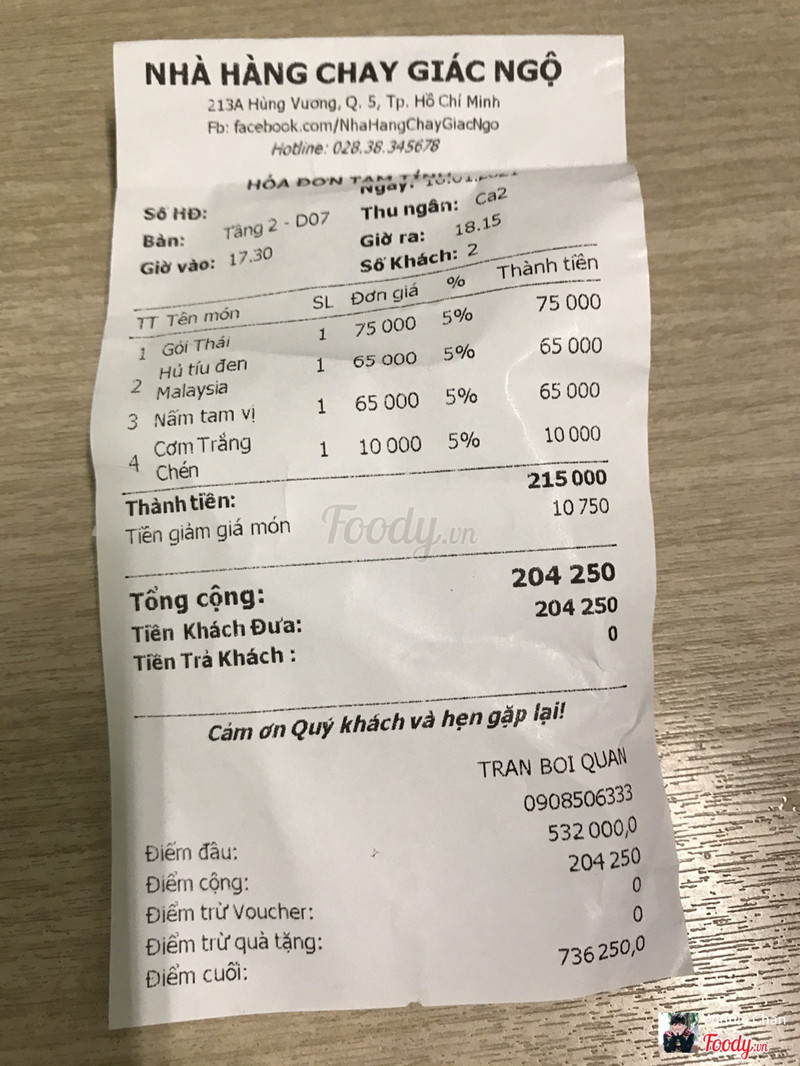 NHÀ HÀNG CHAY GIÁC NGỘ
213A Hùng Vương, Q. 5, Tp. Hồ Chí Minh
Fb: facebook.com/NhaHangChayGiacNgo
Hotline: 028.38.345678
HÓA ĐƠN TẠM TÍNH
Số HĐ: Ngày:
Bàn: Tầng 2 - D07 Thu ngân: Ca2
Giờ vào: 17.30 Giờ ra: 18.15
Số Khách: 2
TT Tên món SL Đơn giá % Thành tiền
1 Gỏi Thái 1 75 000 5% 75 000
2 Hủ tíu đen Malaysia 1 65 000 5% 65 000
3 Nấm tam vị 1 65 000 5% 65 000
4 Cơm Trắng Chén 1 10 000 5% 10 000
Thành tiền: 215 000
Tiền giảm giá món 10 750
Tổng cộng: 204 250
Tiền Khách Đưa: 204 250
Tiền Trả Khách : 0
Cảm ơn Quý khách và hẹn gặp lại!
TRAN BOI QUAN
0908506333
Điểm đầu: 532 000,0
Điểm cộng: 204 250
Điểm trừ Voucher: 0
Điểm trừ quà tặng: 0
Điểm cuối: 736 250,0
Foody.vn
Chan
Foody.vn